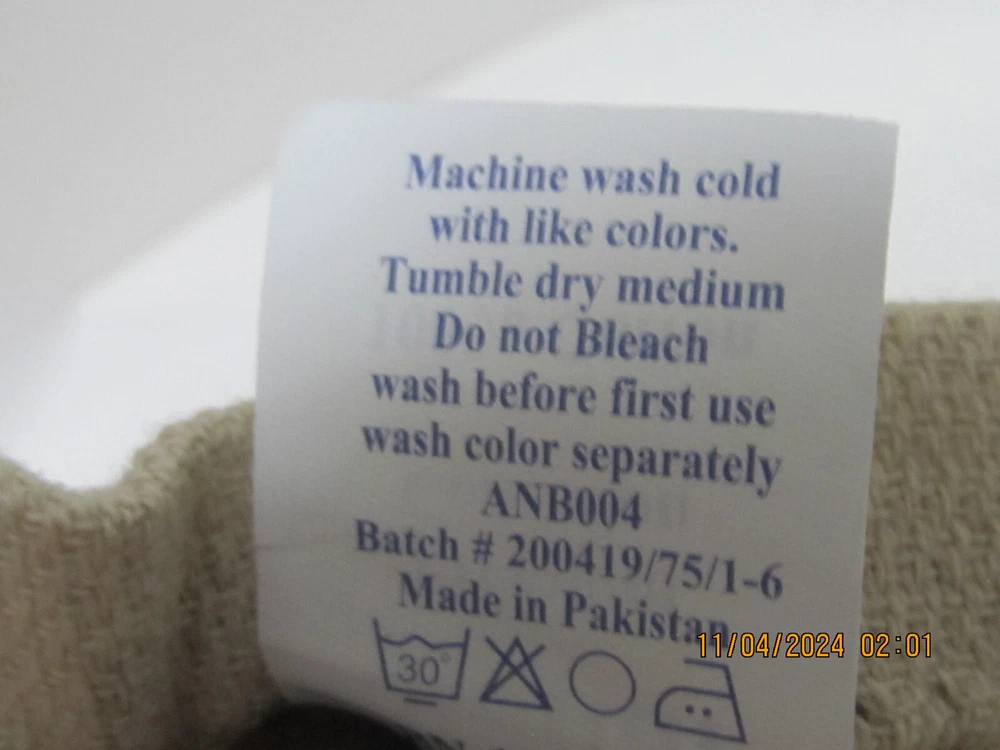 Machine wash cold
with like colors.
Tumble dry medium
Do not Bleach
wash before first use
wash color separately
ANB004
Batch # 200419/75/1-6
Made in Pakistan
11/04/2024 02:01
30°